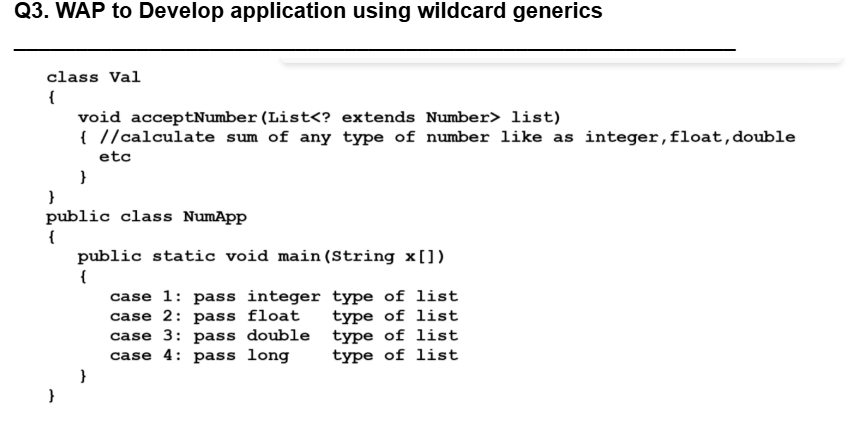 Q3. WAP to Develop application using wildcard generics
class Val
{
void acceptNumber(List<? extends Number> list)
{ //calculate sum of any type of number like as integer,float,double
etc
}
}
public class NumApp
{
public static void main(String x[])
{
case 1: pass integer type of list
case 2: pass float type of list
case 3: pass double type of list
case 4: pass long type of list
}
}